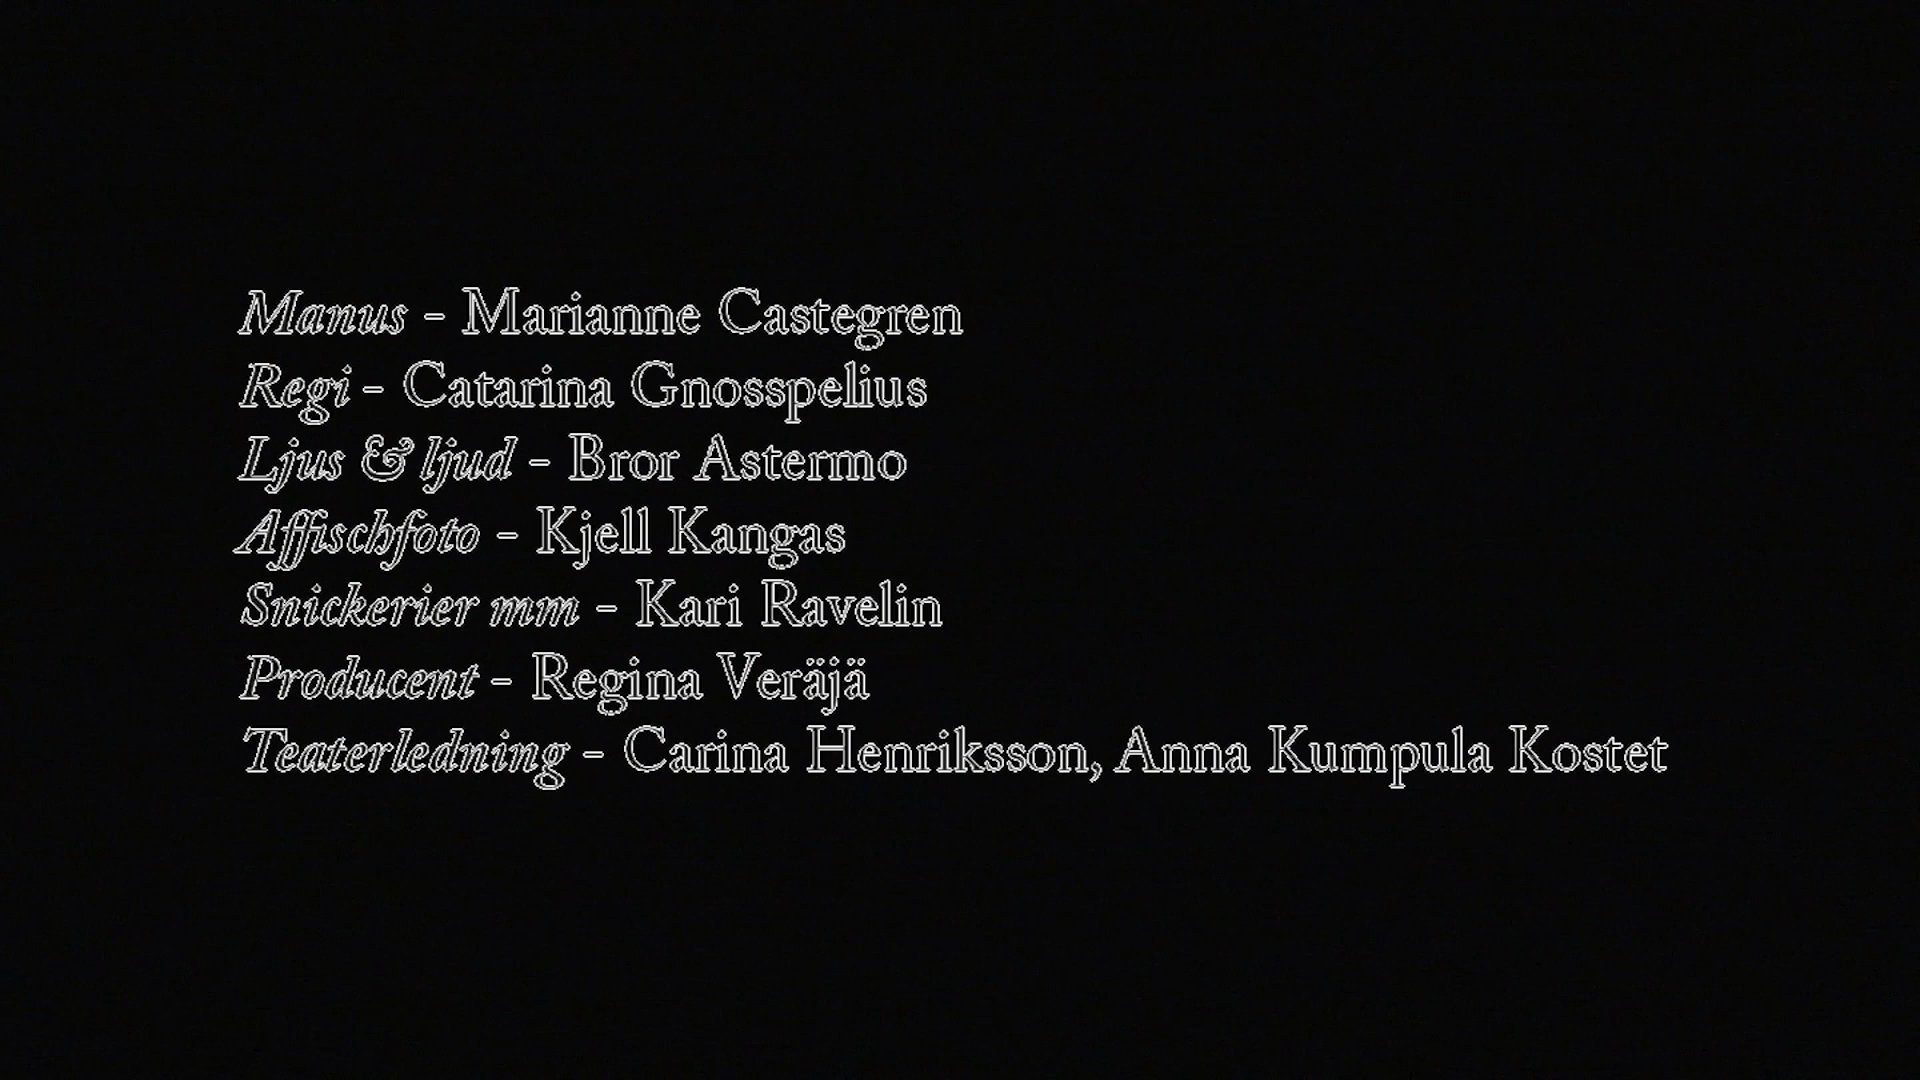 Manus - Marianne Castegren
Regi - Catarina Gnosspelius
Ljus & ljud - Bror Astermo
Affischfoto - Kjell Kangas
Snickerier mm - Kari Ravelin
Producent - Regina Veräjä
Teaterledning - Carina Henriksson, Anna Kumpula Kostet